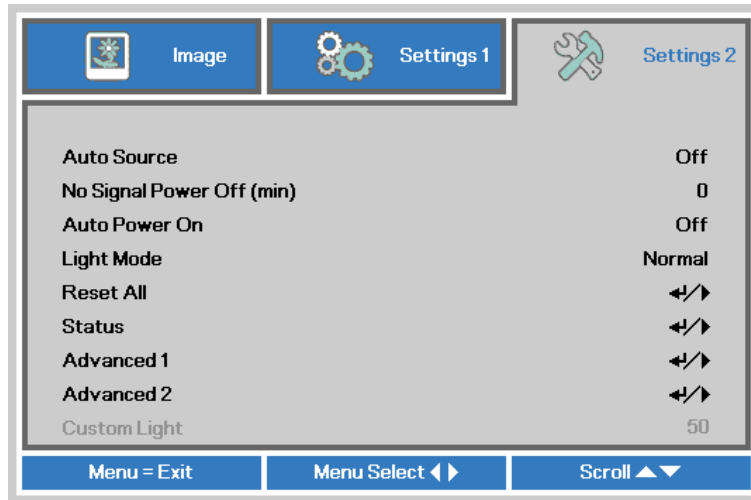 Image Settings 1 Settings 2
Auto Source Off
No Signal Power Off (min) 0
Auto Power On Off
Light Mode Normal
Reset All
Status
Advanced 1
Advanced 2
Custom Light 50
Menu = Exit Menu Select Scroll